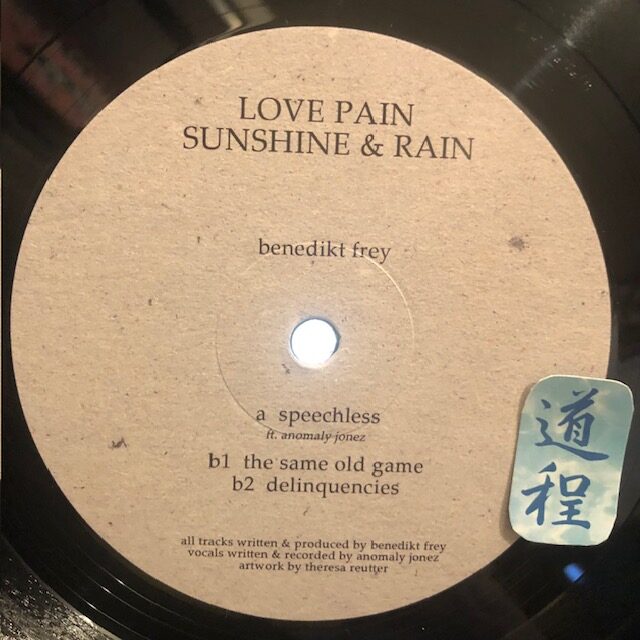 LOVE PAIN
SUNSHINE & RAIN
benedikt frey
a speechless
ft. anomaly jonez
b1 the same old game
b2 delinquencies
all tracks written & produced by benedikt frey
vocals written & recorded by anomaly jonez
artwork by theresa reutter
道程